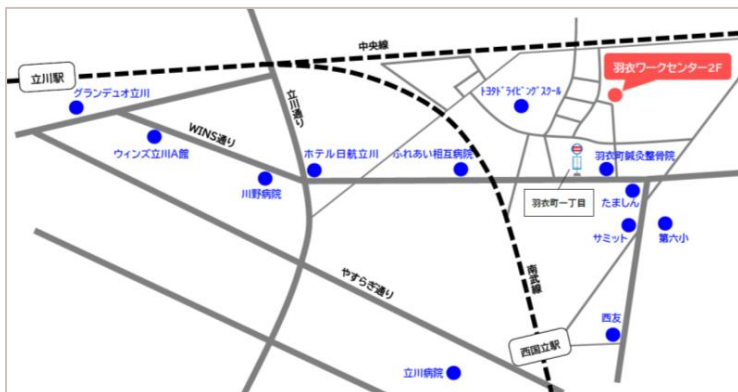 中央線
立川駅
羽衣ワークセンター2F
グランデュオ立川
立川通り
トヨタドライビングスクール
WINS通り
ウィンズ立川A館
ホテル日航立川
ふれあい相互病院
羽衣町鍼灸整骨院
川野病院
羽衣町一丁目
たましん
サミット
第六小
やすらぎ通り
南武線
西友
西国立駅
立川病院